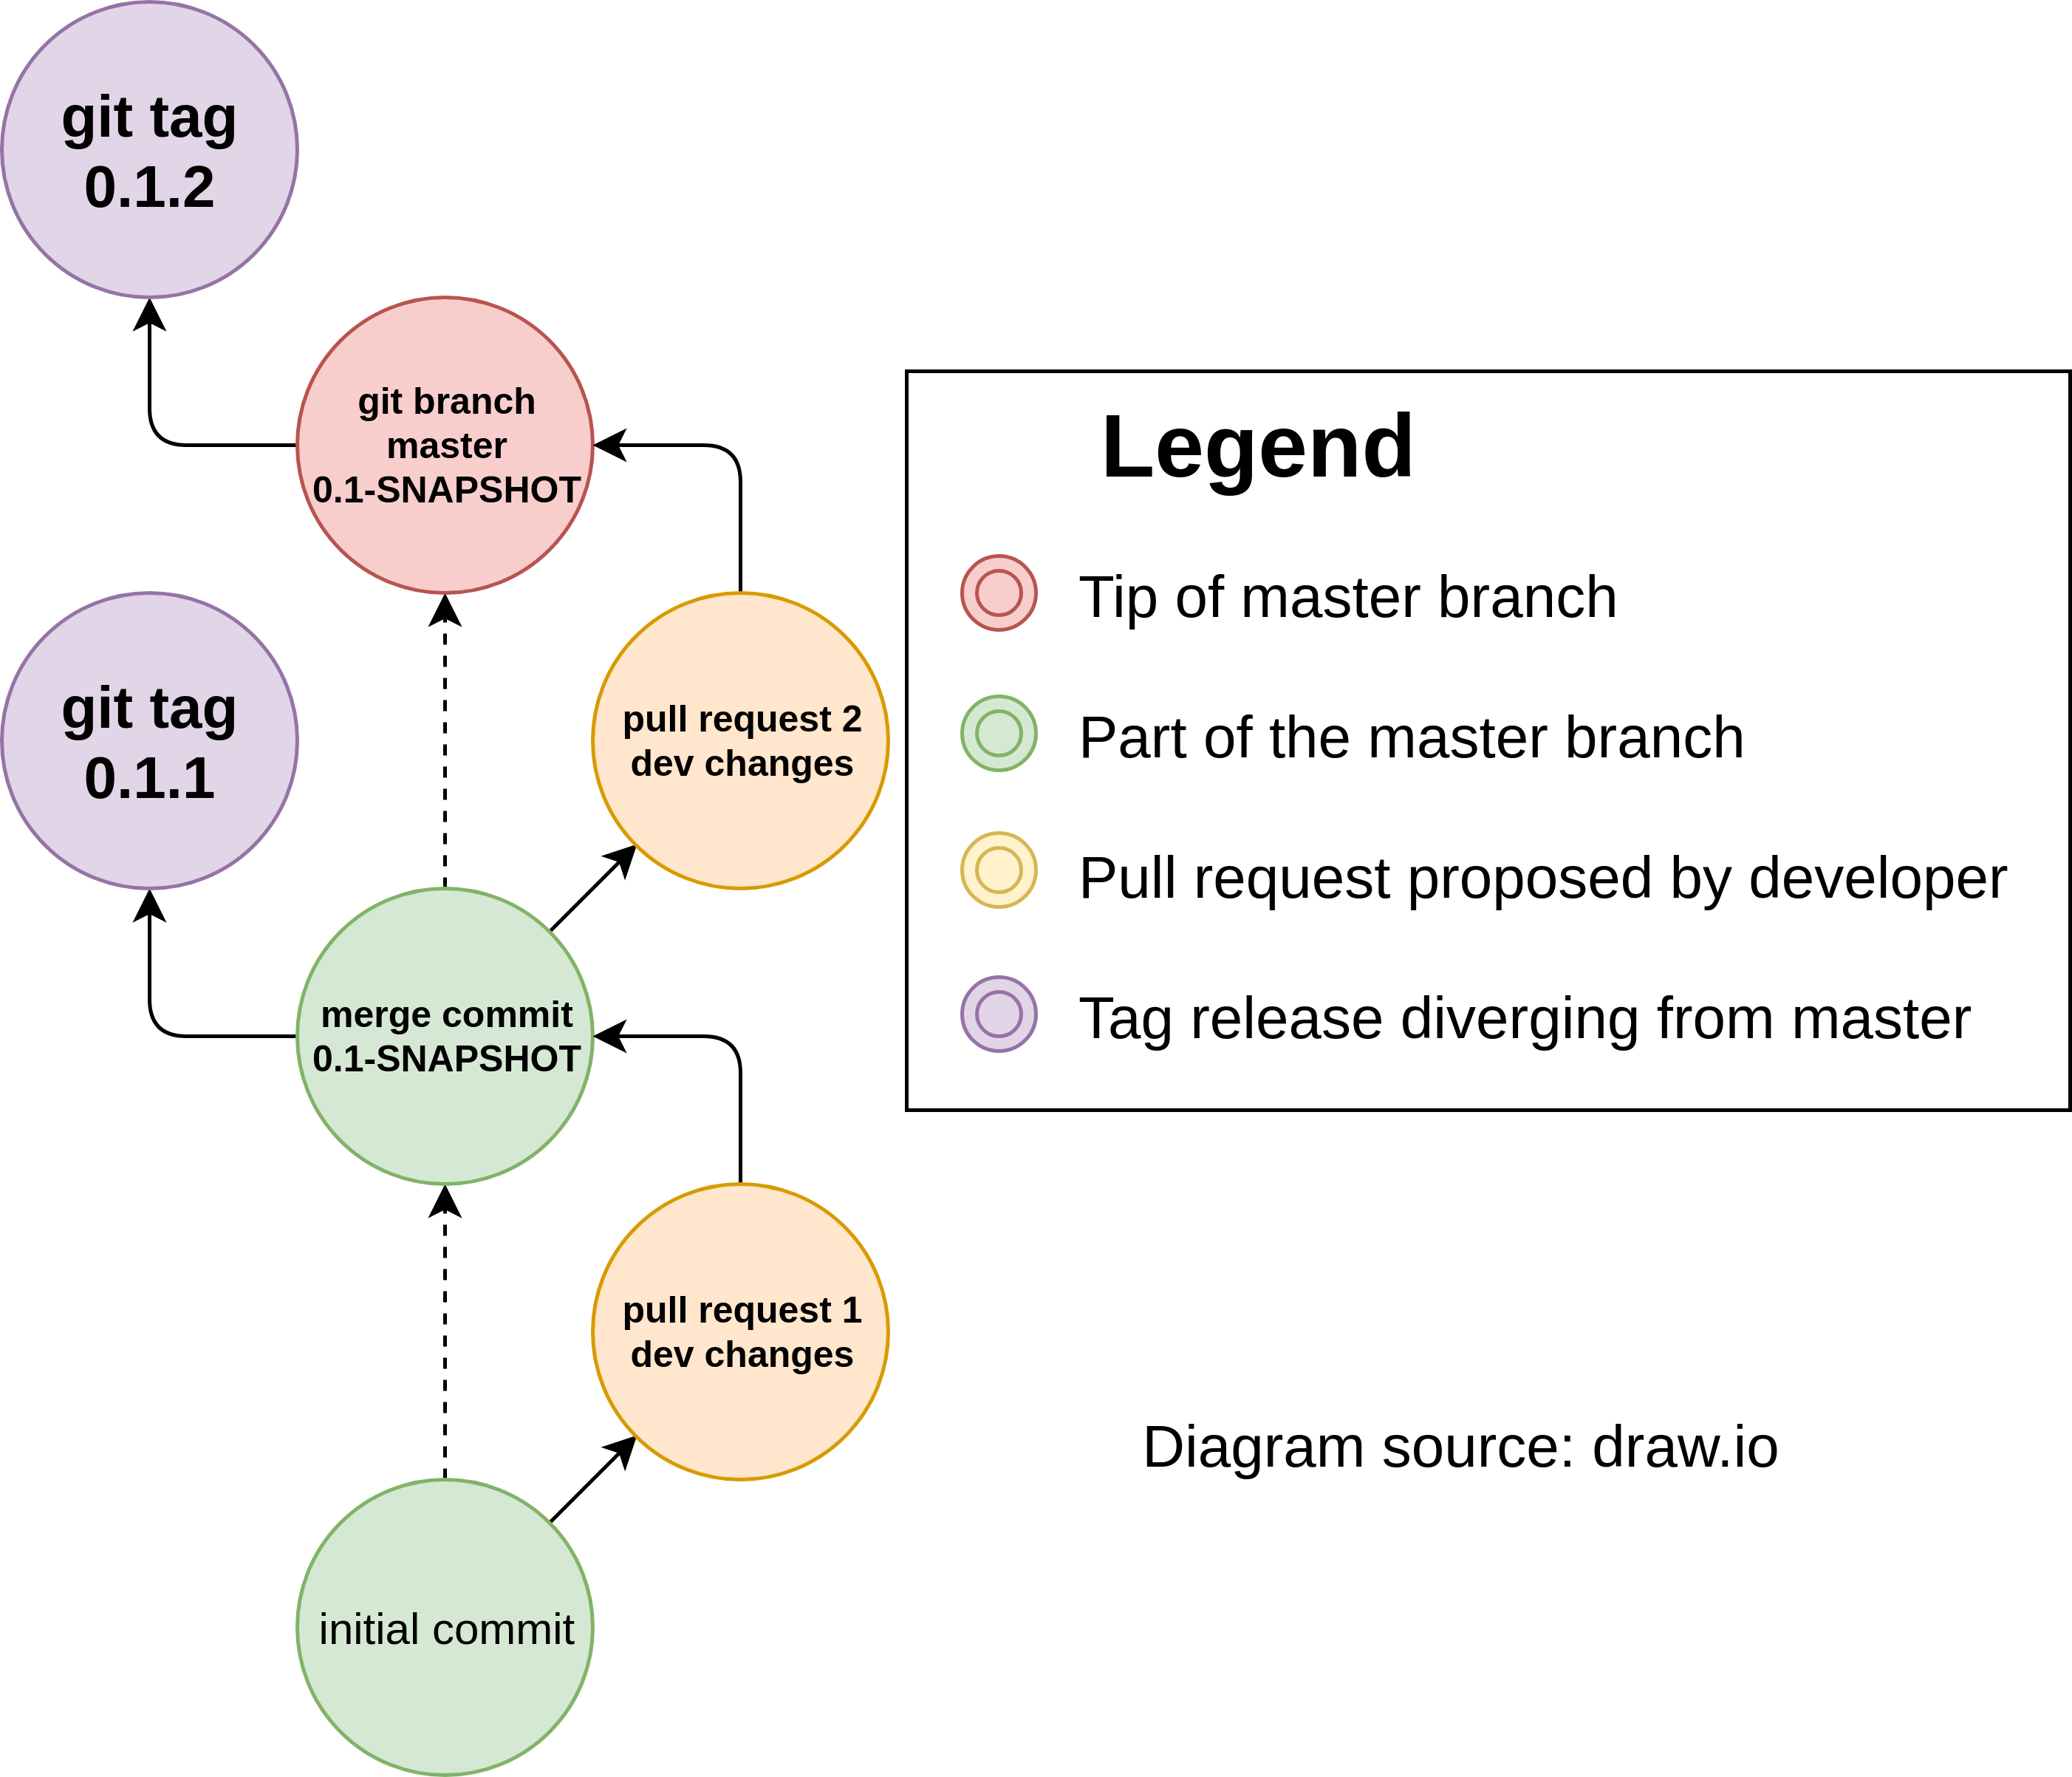 git tag
0.1.2
git branch
master
0.1-SNAPSHOT
Legend
Tip of master branch
Part of the master branch
Pull request proposed by developer
Tag release diverging from master
git tag
0.1.1
pull request 2
dev changes
merge commit
0.1-SNAPSHOT
pull request 1
dev changes
Diagram source: draw.io
initial commit